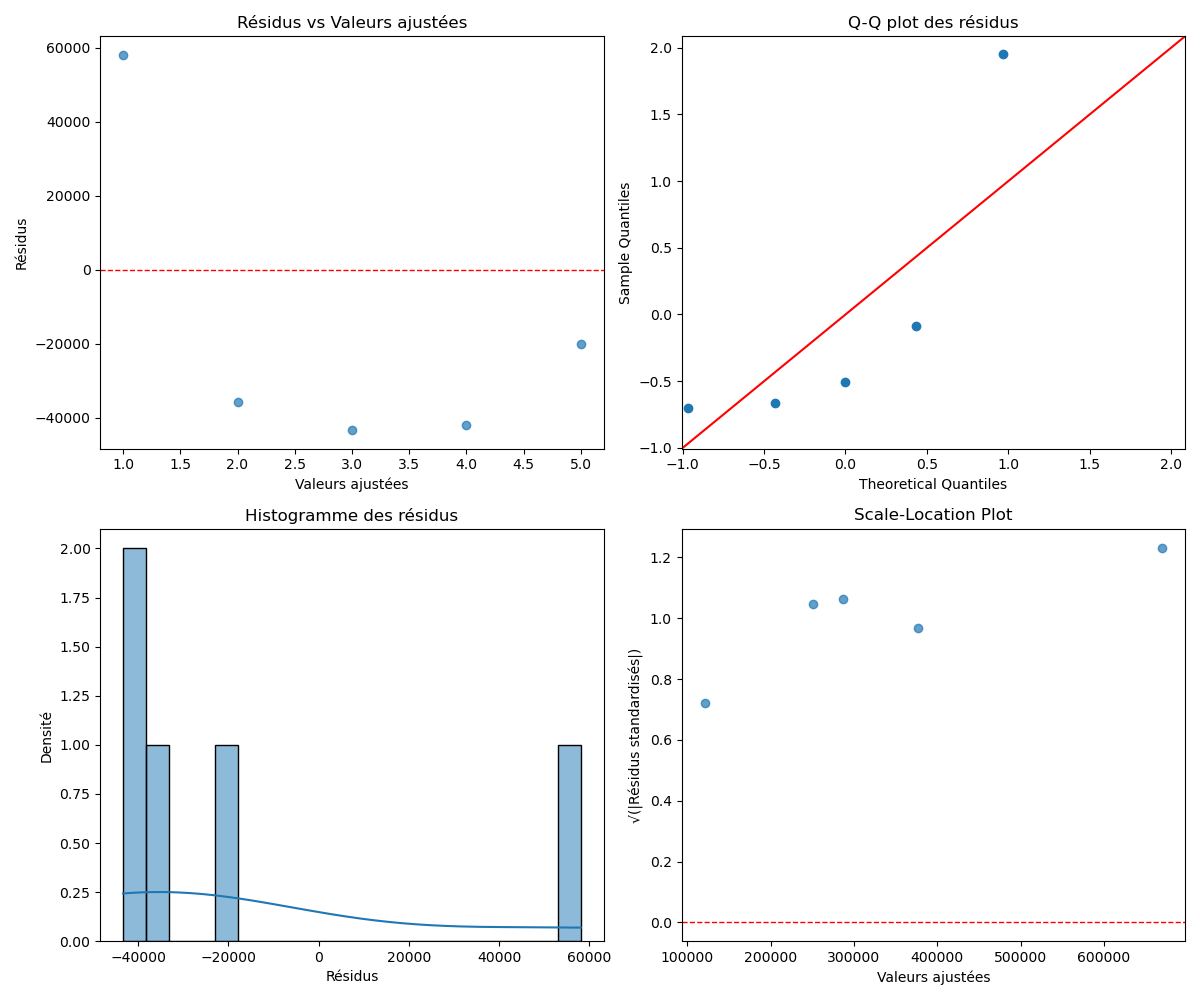 Résidus vs Valeurs ajustées
60000
40000
20000
0
−20000
−40000
Résidus
1.0 1.5 2.0 2.5 3.0 3.5 4.0 4.5 5.0
Valeurs ajustées
Q-Q plot des résidus
2.0
1.5
1.0
0.5
0.0
−0.5
−1.0
Sample Quantiles
−1.0 −0.5 0.0 0.5 1.0 1.5 2.0
Theoretical Quantiles
Histogramme des résidus
2.00
1.75
1.50
1.25
1.00
0.75
0.50
0.25
0.00
Densité
−40000 −20000 0 20000 40000 60000
Résidus
Scale-Location Plot
1.2
1.0
0.8
0.6
0.4
0.2
0.0
√(|Résidus standardisés|)
100000 200000 300000 400000 500000 600000
Valeurs ajustées